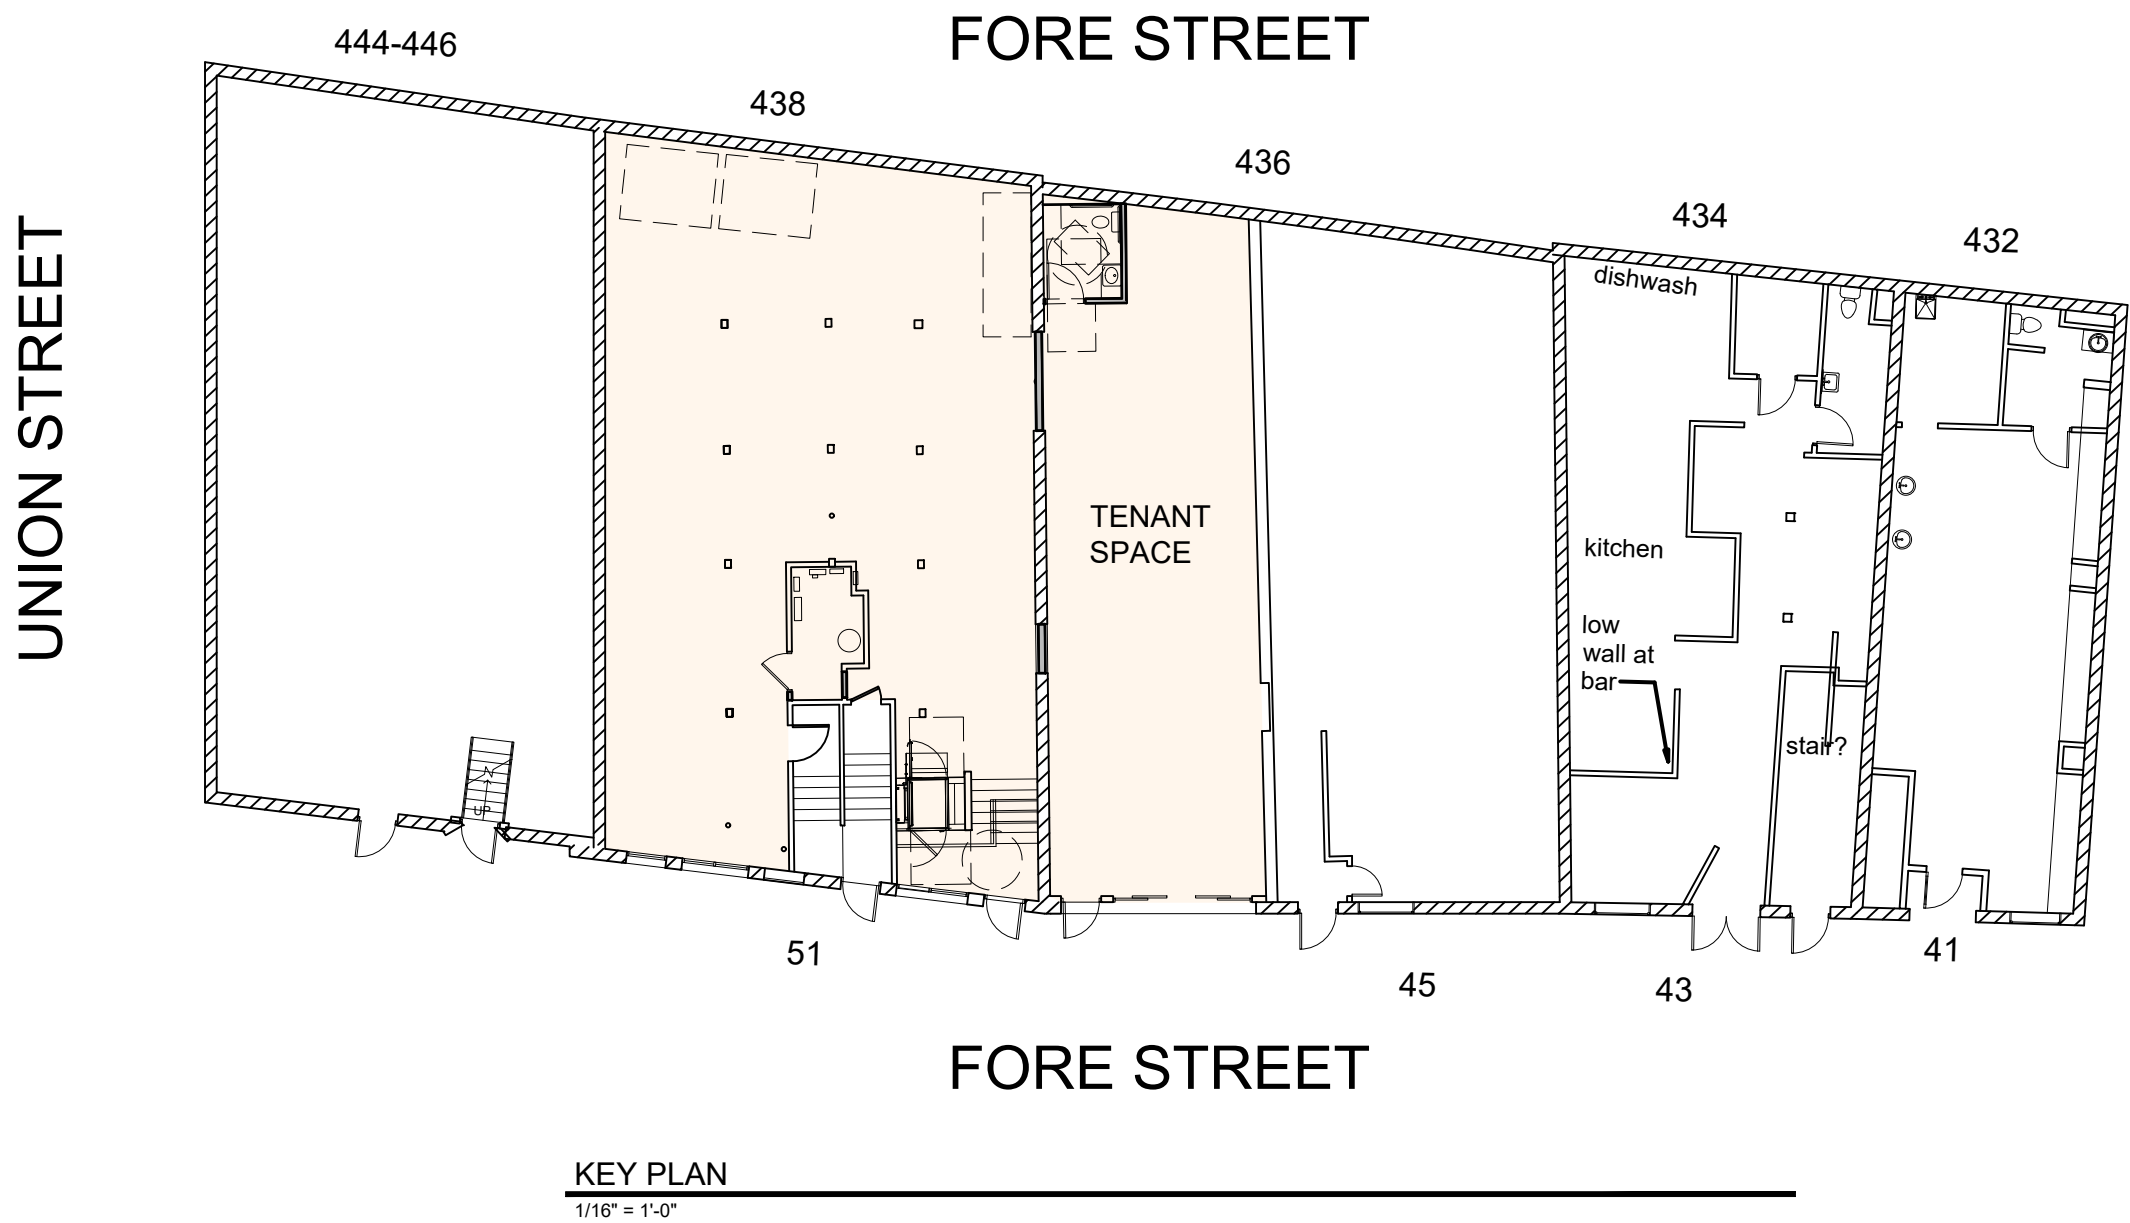 FORE STREET
444-446
438
436
434
432
UNION STREET
dishwash
TENANT
SPACE
kitchen
low
wall at
bar
stair?
UP
51
45
43
41
FORE STREET
KEY PLAN
1/16" = 1'-0"